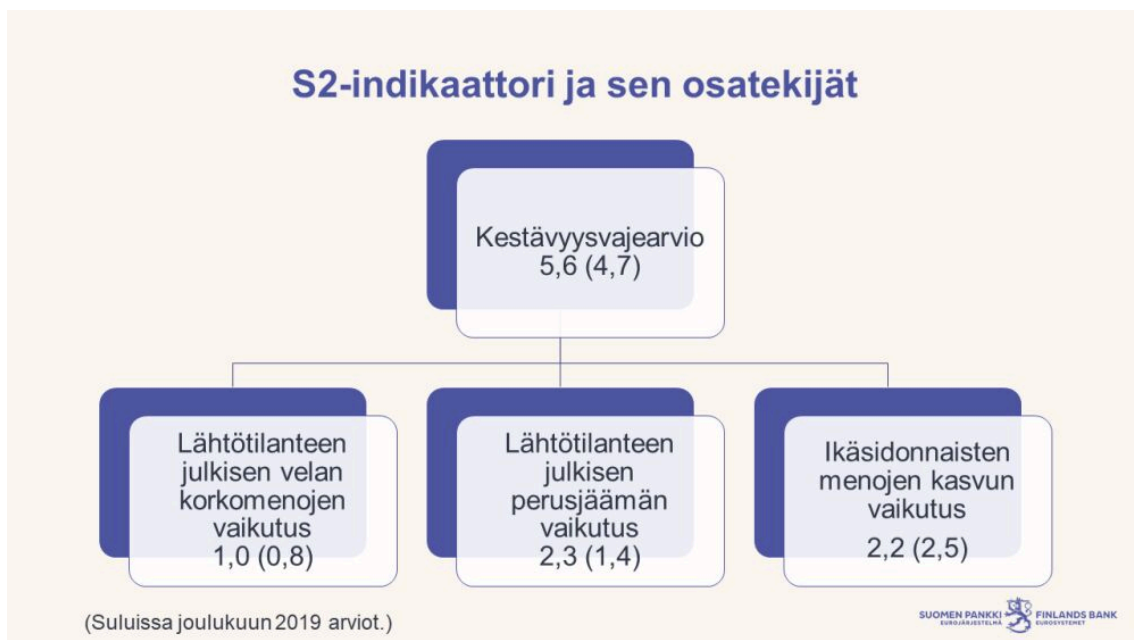 S2-indikaattori ja sen osatekijät
Kestävyysvajearvio
5,6 (4,7)
Lähtötilanteen
julkisen velan
korkomenojen
vaikutus
1,0 (0,8)
Lähtötilanteen
julkisen
perusjäämän
vaikutus
2,3 (1,4)
Ikäsidonnaisten
menojen kasvun
vaikutus
2,2 (2,5)
(Suluissa joulukuun 2019 arviot.)
SUOMEN PANKKI
EUROJÄRJESTELMÄ
FINLANDS BANK
EUROSYSTEMET